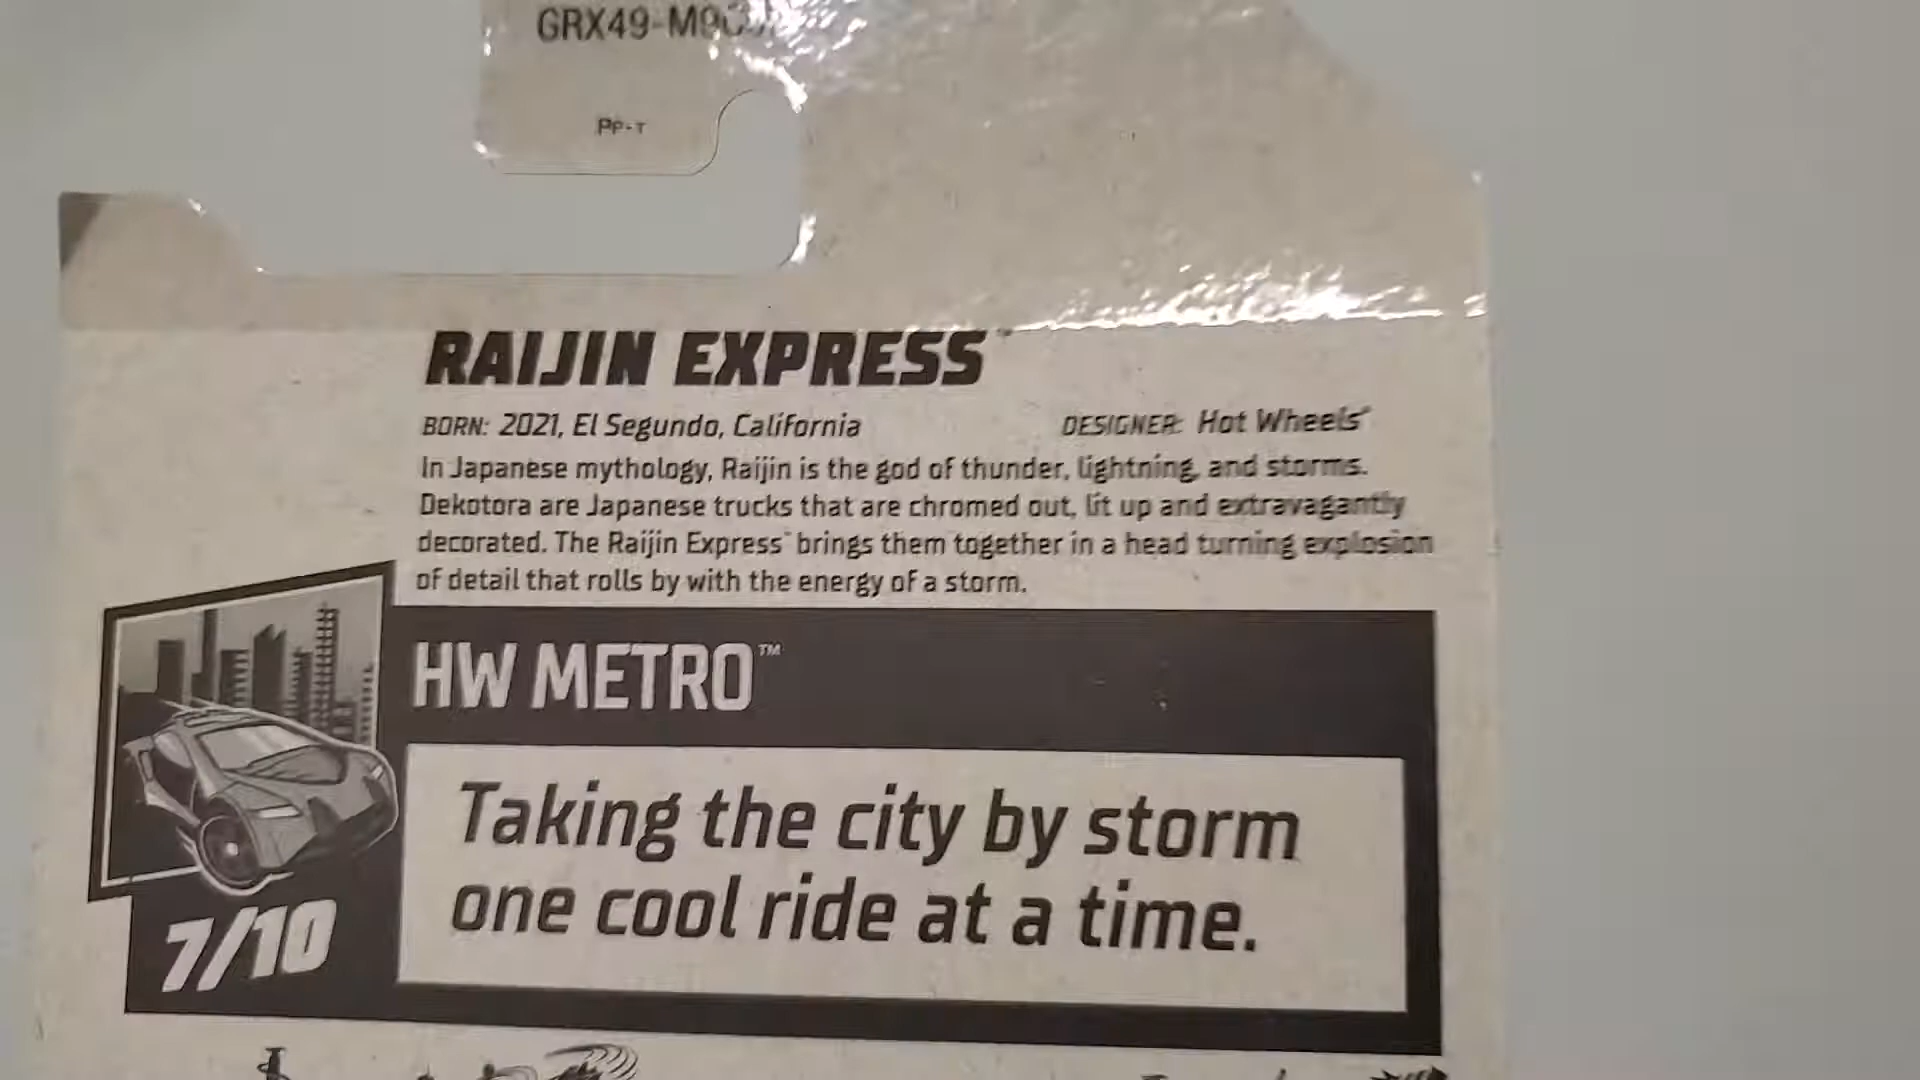 GRX49-M9C
PP-T
RAIJIN EXPRESS™
BORN: 2021, El Segundo, California DESIGNER: Hot Wheels®
In Japanese mythology, Raijin is the god of thunder, lightning, and storms.
Dekotora are Japanese trucks that are chromed out, lit up and extravagantly
decorated. The Raijin Express™ brings them together in a head turning explosion
of detail that rolls by with the energy of a storm.
HW METRO™
Taking the city by storm
one cool ride at a time.
7/10